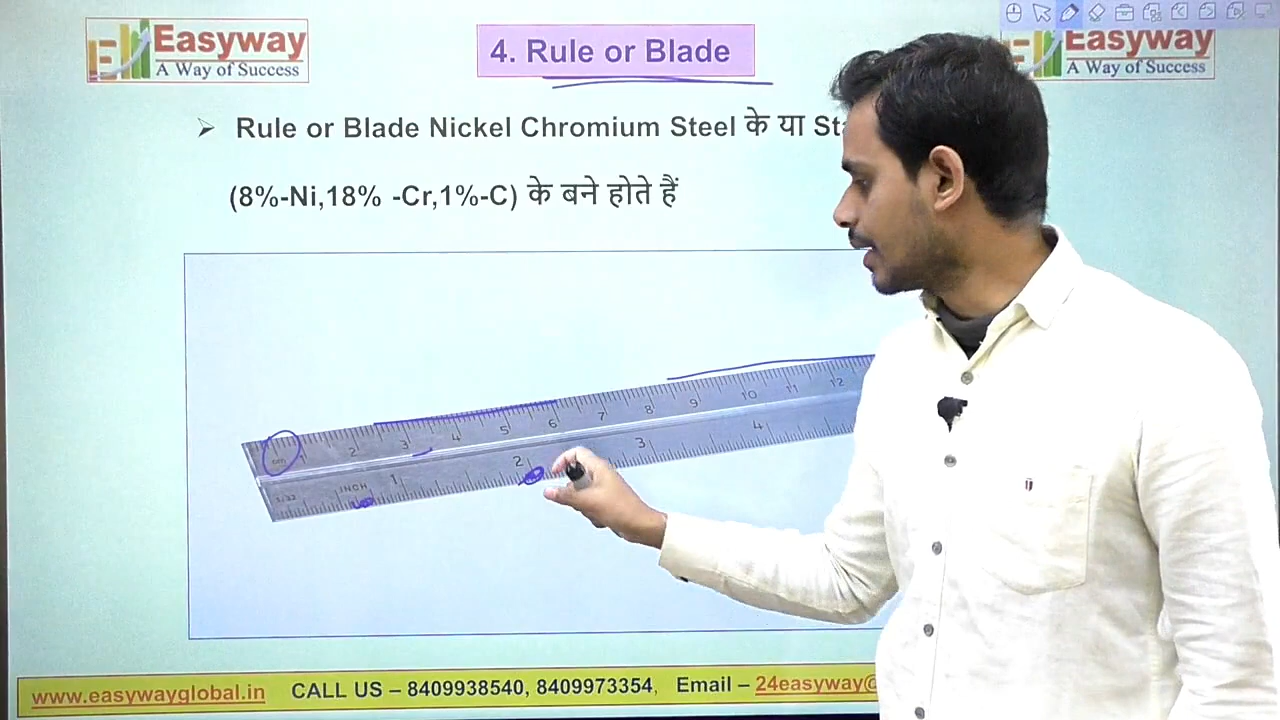 Easyway
A Way of Success
4. Rule or Blade
Easyway
A Way of Success
➢ Rule or Blade Nickel Chromium Steel के या
(8%-Ni,18% -Cr,1%-C) के बने होते हैं
2 3 4 5 6 7 8 9 10 11 12
cm
INCH 1 2 3 4
1/32
www.easywayglobal.in CALL US – 8409938540, 8409973354, Email – 24easyway@